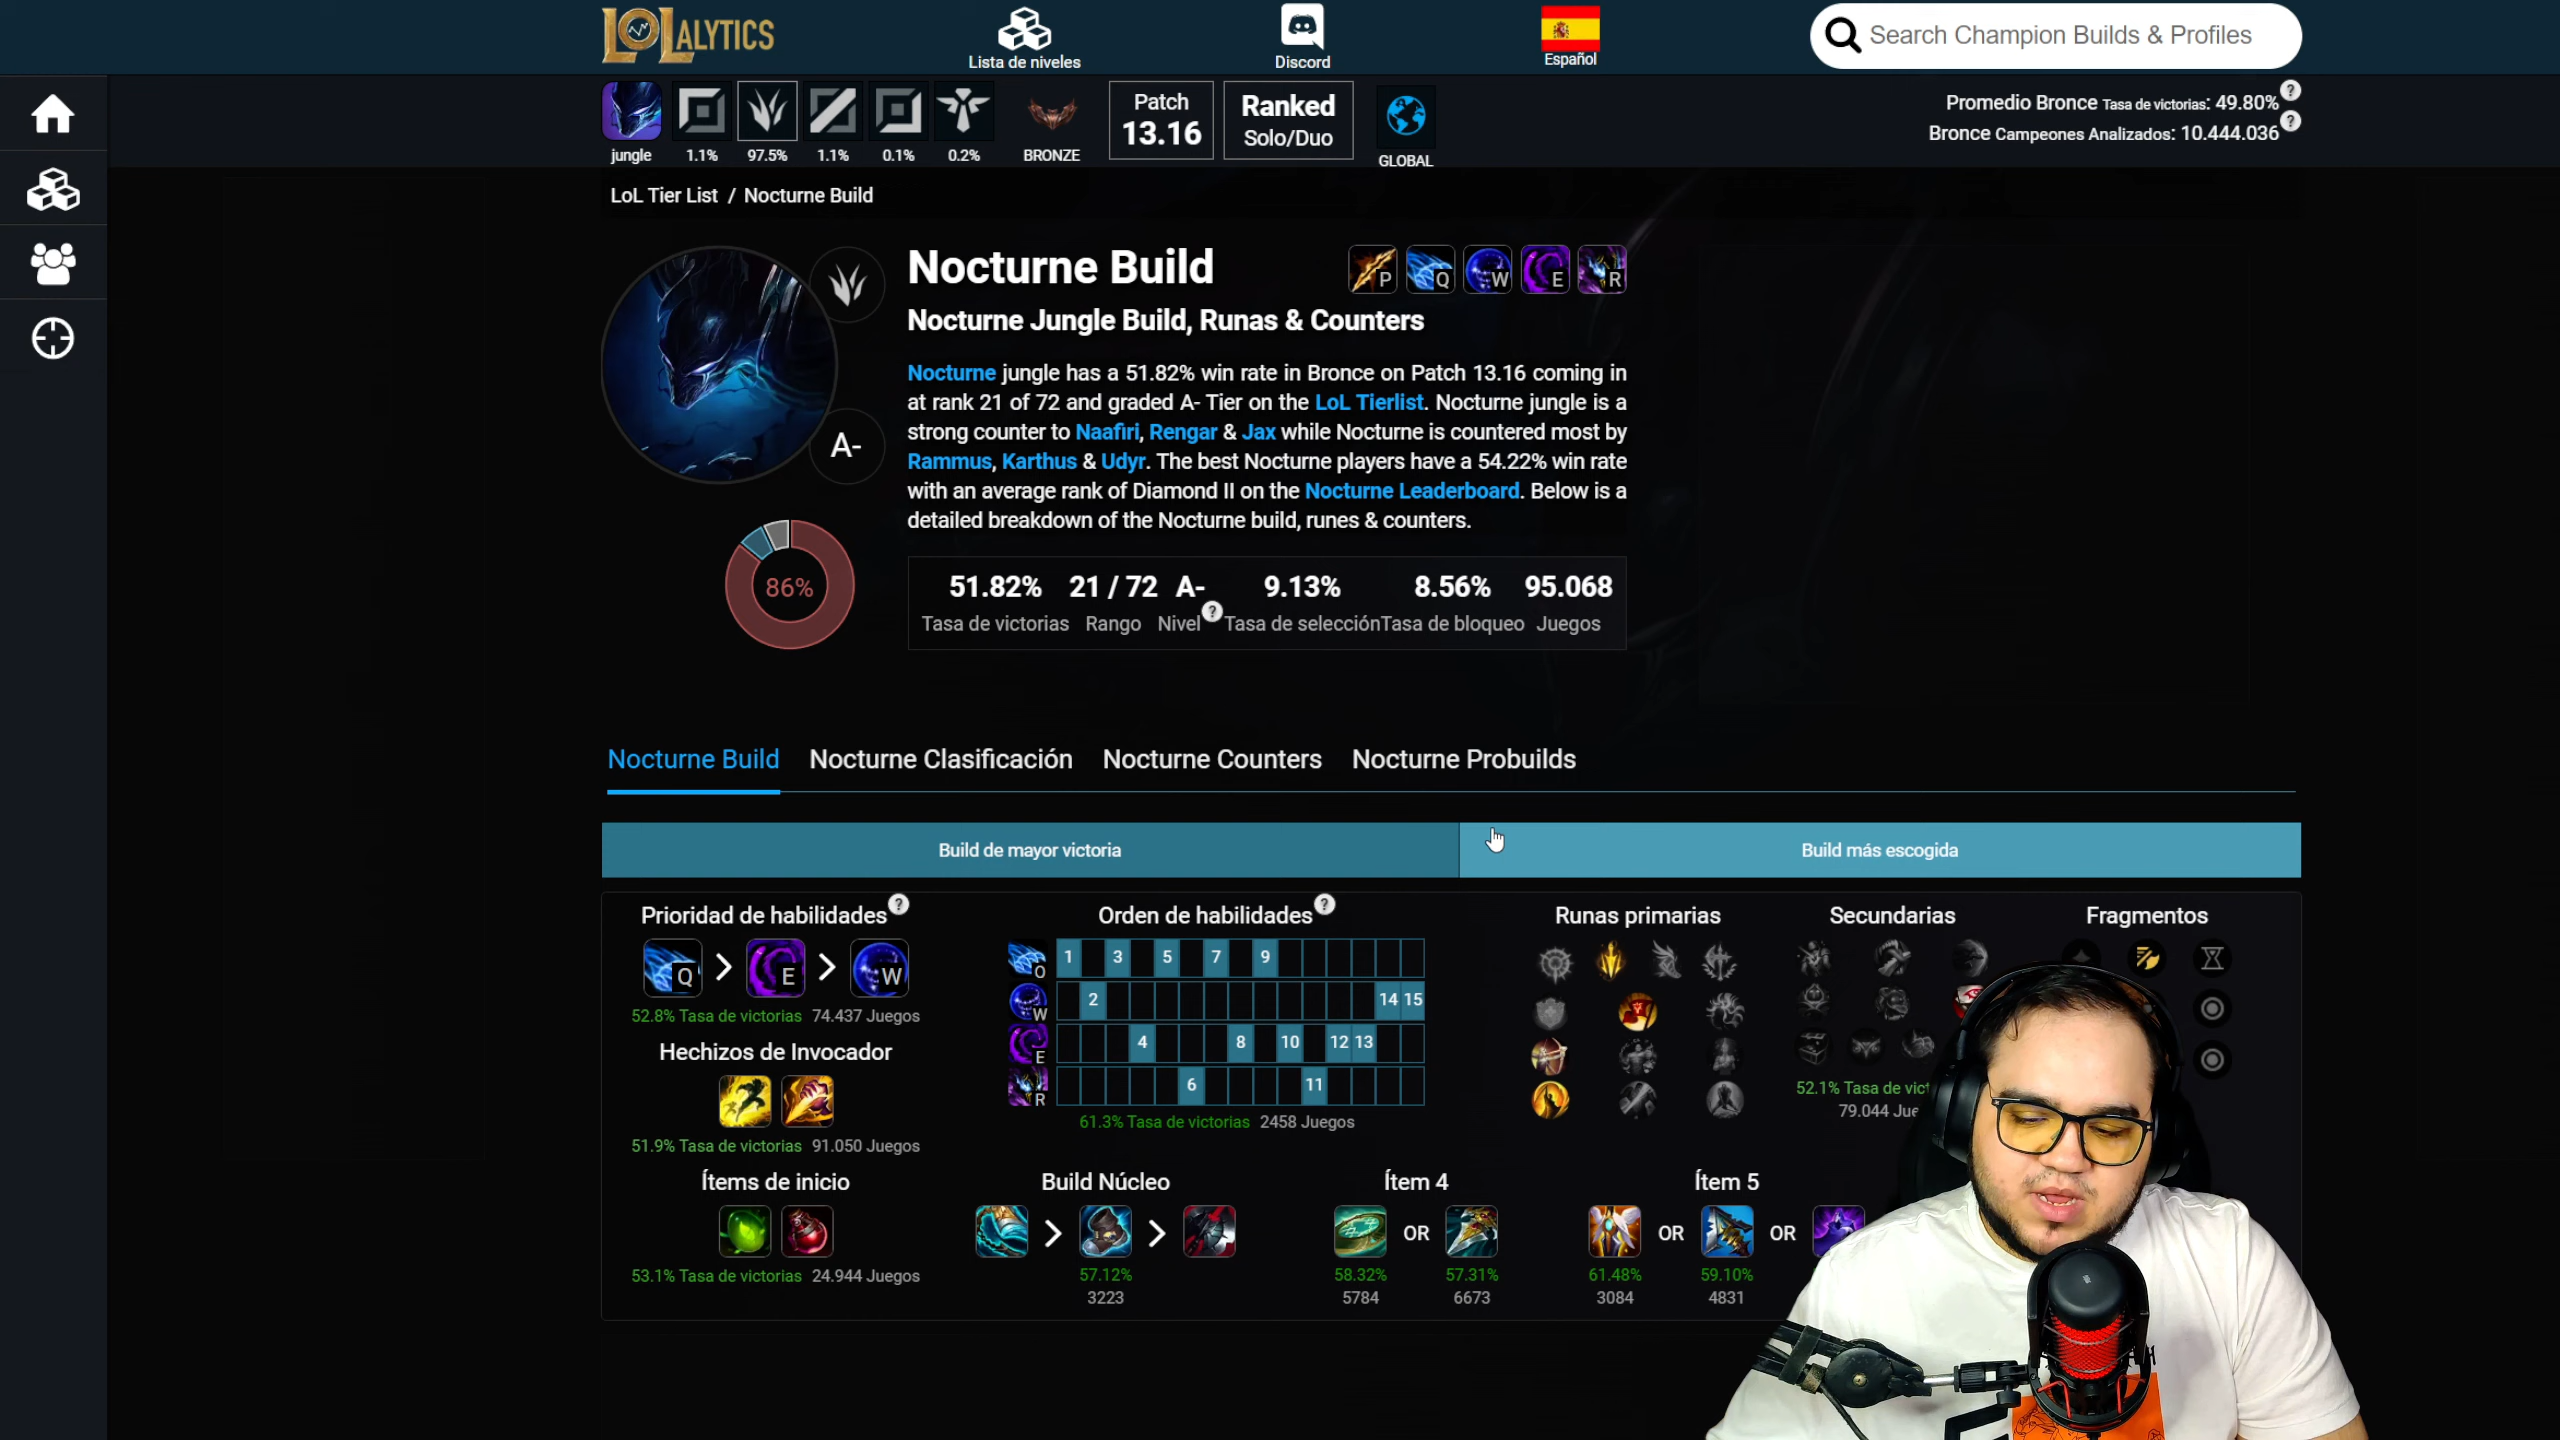 LOLALYTICS
Lista de niveles
Discord
Español
Search Champion Builds & Profiles
jungle
1.1%
97.5%
1.1%
0.1%
0.2%
BRONZE
Patch
13.16
Ranked
Solo/Duo
GLOBAL
Promedio Bronce Tasa de victorias: 49.80% ?
Bronce Campeones Analizados: 10.444.036 ?
LoL Tier List / Nocturne Build
Nocturne Build
P Q W E R
Nocturne Jungle Build, Runas & Counters
Nocturne jungle has a 51.82% win rate in Bronce on Patch 13.16 coming in
at rank 21 of 72 and graded A- Tier on the LoL Tierlist. Nocturne jungle is a
strong counter to Naafiri, Rengar & Jax while Nocturne is countered most by
Rammus, Karthus & Udyr. The best Nocturne players have a 54.22% win rate
with an average rank of Diamond II on the Nocturne Leaderboard. Below is a
detailed breakdown of the Nocturne build, runes & counters.
A-
86%
51.82% 21 / 72 A- 9.13% 8.56% 95.068
Tasa de victorias Rango Nivel ? Tasa de selección Tasa de bloqueo Juegos
Nocturne Build Nocturne Clasificación Nocturne Counters Nocturne Probuilds
Build de mayor victoria
Build más escogida
Prioridad de habilidades ?
Q E W
52.8% Tasa de victorias 74.437 Juegos
Hechizos de Invocador
51.9% Tasa de victorias 91.050 Juegos
Ítems de inicio
53.1% Tasa de victorias 24.944 Juegos
Orden de habilidades ?
Q 1 3 5 7 9
W 2 14 15
E 4 8 10 12 13
R 6 11
61.3% Tasa de victorias 2458 Juegos
Runas primarias
Secundarias
Fragmentos
52.1% Tasa de vict
79.044 Jue
Build Núcleo
57.12%
3223
Ítem 4
OR
58.32% 57.31%
5784 6673
Ítem 5
OR OR
61.48% 59.10%
3084 4831